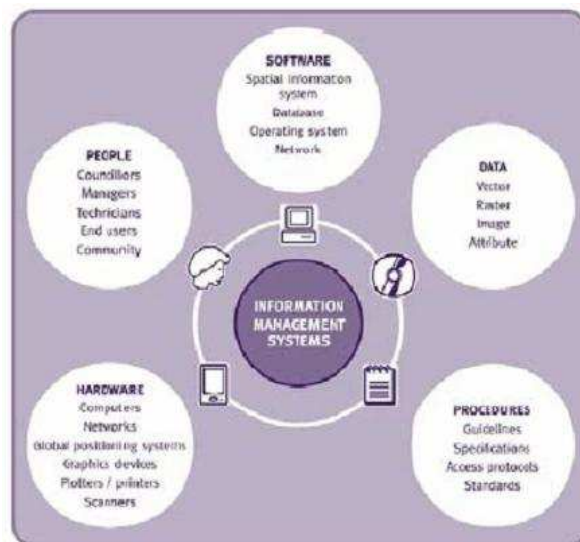 SOFTWARE
Spatial information
system
Database
Operating system
Network
PEOPLE
Councillors
Managers
Technicians
End users
Community
DATA
Vector
Raster
Image
Attribute
INFORMATION
MANAGEMENT
SYSTEMS
HARDWARE
Computers
Networks
Global positioning systems
Graphics devices
Plotters / printers
Scanners
PROCEDURES
Guidelines
Specifications
Access protocols
Standards